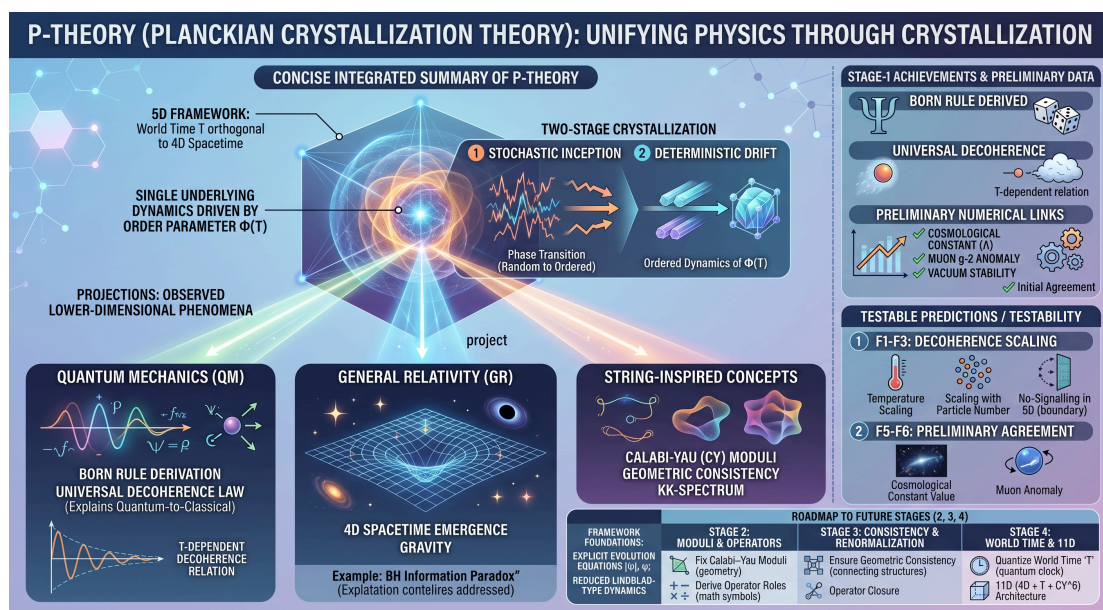 P-THEORY (PLANCKIAN CRYSTALLIZATION THEORY): UNIFYING PHYSICS THROUGH CRYSTALLIZATION
CONCISE INTEGRATED SUMMARY OF P-THEORY
5D FRAMEWORK:
World Time T orthogonal
to 4D Spacetime
SINGLE UNDERLYING
DYNAMICS DRIVEN BY
ORDER PARAMETER Φ(T)
PROJECTIONS: OBSERVED
LOWER-DIMENSIONAL PHENOMENA
TWO-STAGE CRYSTALLIZATION
1 STOCHASTIC INCEPTION
2 DETERMINISTIC DRIFT
Phase Transition
(Random to Ordered)
Ordered Dynamics of Φ(T)
project
QUANTUM MECHANICS (QM)
BORN RULE DERIVATION
UNIVERSAL DECOHERENCE LAW
(Explains Quantum-to-Classical)
T-DEPENDENT
DECOHERENCE
RELATION
GENERAL RELATIVITY (GR)
4D SPACETIME EMERGENCE
GRAVITY
Example: BH Information Paradox"
(Explatation contelires addressed)
STRING-INSPIRED CONCEPTS
CALABI-YAU (CY) MODULI
GEOMETRIC CONSISTENCY
KK-SPECTRUM
STAGE-1 ACHIEVEMENTS & PRELIMINARY DATA
BORN RULE DERIVED
Ψ
UNIVERSAL DECOHERENCE
T-dependent relation
PRELIMINARY NUMERICAL LINKS
✓ COSMOLOGICAL
CONSTANT (Λ)
✓ MUON g-2 ANOMALY
✓ VACUUM STABILITY
✓ Initial Agreement
TESTABLE PREDICTIONS / TESTABILITY
1 F1-F3: DECOHERENCE SCALING
Temperature
Scaling
Scaling with
Particle Number
No-Signalling in
5D (boundary)
2 F5-F6: PRELIMINARY AGREEMENT
Cosmological
Constant Value
Muon Anomaly
ROADMAP TO FUTURE STAGES (2, 3, 4)
FRAMEWORK
FOUNDATIONS:
EXPLICIT EVOLUTION
EQUATIONS |φ|, φ;
REDUCED LINDBLAD-
TYPE DYNAMICS
STAGE 2:
MODULI & OPERATORS
Fix Calabi–Yau Moduli
(geometry)
Derive Operator Roles
(math symbols)
STAGE 3: CONSISTENCY &
RENORMALIZATION
Ensure Geometric Consistency
(connecting structures)
Operator Closure
STAGE 4:
WORLD TIME & 11D
Quantize World Time 'T'
(quantum clock)
11D (4D + T + CY^6)
Architecture